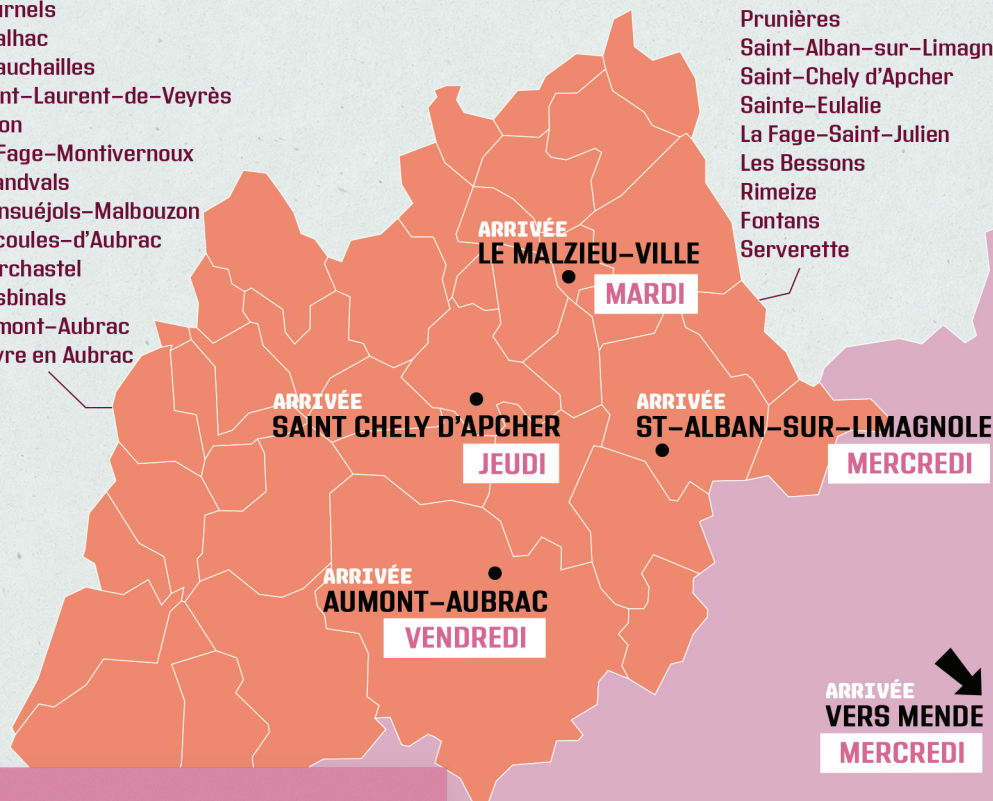 urnels
alhac
auchailles
nt–Laurent–de–Veyrès
on
Fage–Montivernoux
andvals
nsuéjols–Malbouzon
coules–d'Aubrac
rchastel
sbinals
mont–Aubrac
vre en Aubrac
Prunières
Saint–Alban–sur–Limagn
Saint–Chely d'Apcher
Sainte–Eulalie
La Fage–Saint–Julien
Les Bessons
Rimeize
Fontans
Serverette
ARRIVÉE
LE MALZIEU–VILLE
MARDI
ARRIVÉE
SAINT CHELY D'APCHER
JEUDI
ARRIVÉE
ST–ALBAN–SUR–LIMAGNOLE
MERCREDI
ARRIVÉE
AUMONT–AUBRAC
VENDREDI
ARRIVÉE
VERS MENDE
MERCREDI